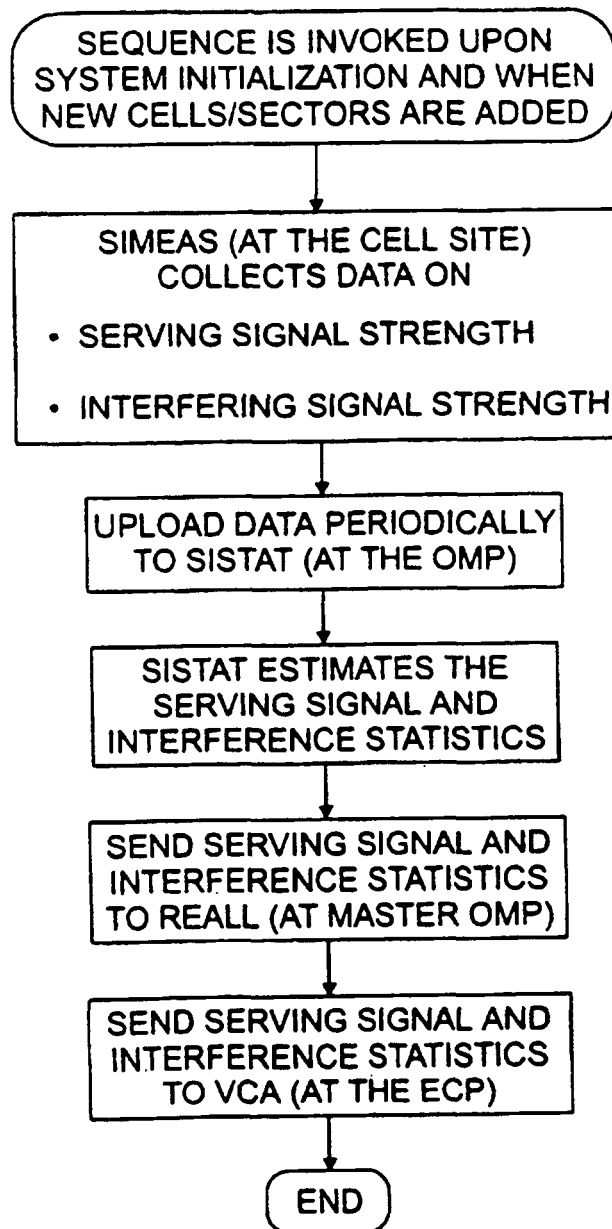 SEQUENCE IS INVOKED UPON
SYSTEM INITIALIZATION AND WHEN
NEW CELLS/SECTORS ARE ADDED
SIMEAS (AT THE CELL SITE)
COLLECTS DATA ON
• SERVING SIGNAL STRENGTH
• INTERFERING SIGNAL STRENGTH
UPLOAD DATA PERIODICALLY
TO SISTAT (AT THE OMP)
SISTAT ESTIMATES THE
SERVING SIGNAL AND
INTERFERENCE STATISTICS
SEND SERVING SIGNAL AND
INTERFERENCE STATISTICS
TO REALL (AT MASTER OMP)
SEND SERVING SIGNAL AND
INTERFERENCE STATISTICS
TO VCA (AT THE ECP)
END